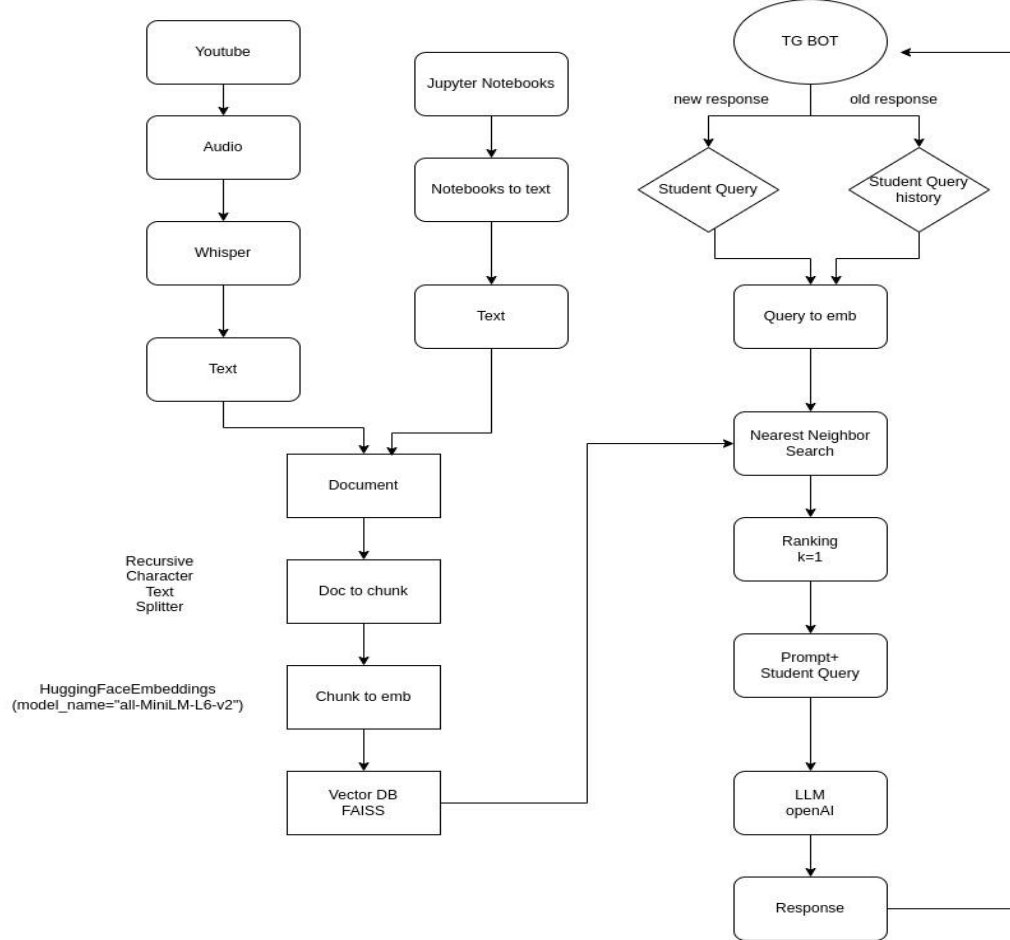 Youtube
Audio
Whisper
Text
Jupyter Notebooks
Notebooks to text
Text
Document
Recursive
Character
Text
Splitter
Doc to chunk
HuggingFaceEmbeddings
(model_name="all-MiniLM-L6-v2")
Chunk to emb
Vector DB
FAISS
TG BOT
new response
old response
Student Query
Student Query
history
Query to emb
Nearest Neighbor
Search
Ranking
k=1
Prompt+
Student Query
LLM
openAI
Response